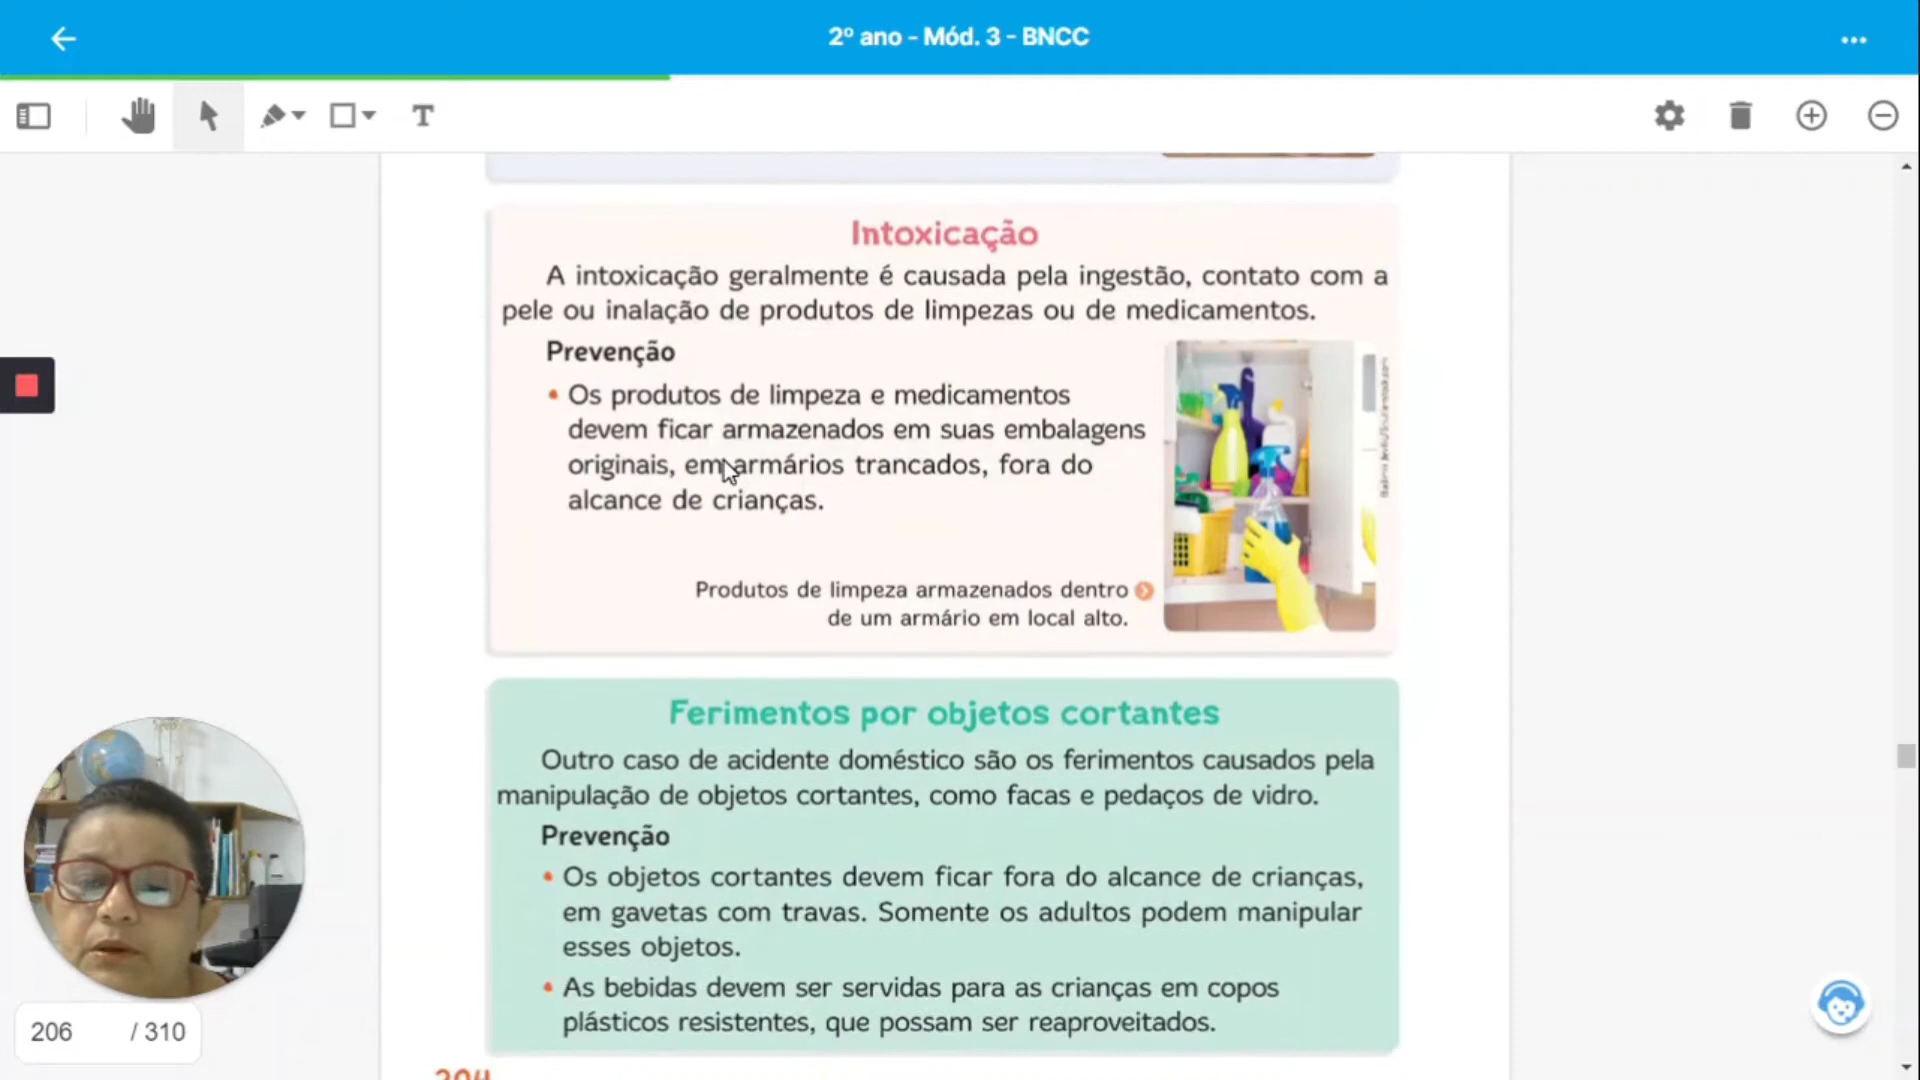 2º ano - Mód. 3 - BNCC
T
Intoxicação
A intoxicação geralmente é causada pela ingestão, contato com a
pele ou inalação de produtos de limpezas ou de medicamentos.
Prevenção
• Os produtos de limpeza e medicamentos
devem ficar armazenados em suas embalagens
originais, em armários trancados, fora do
alcance de crianças.
Produtos de limpeza armazenados dentro
de um armário em local alto.
Ferimentos por objetos cortantes
Outro caso de acidente doméstico são os ferimentos causados pela
manipulação de objetos cortantes, como facas e pedaços de vidro.
Prevenção
• Os objetos cortantes devem ficar fora do alcance de crianças,
em gavetas com travas. Somente os adultos podem manipular
esses objetos.
• As bebidas devem ser servidas para as crianças em copos
plásticos resistentes, que possam ser reaproveitados.
206 / 310
204